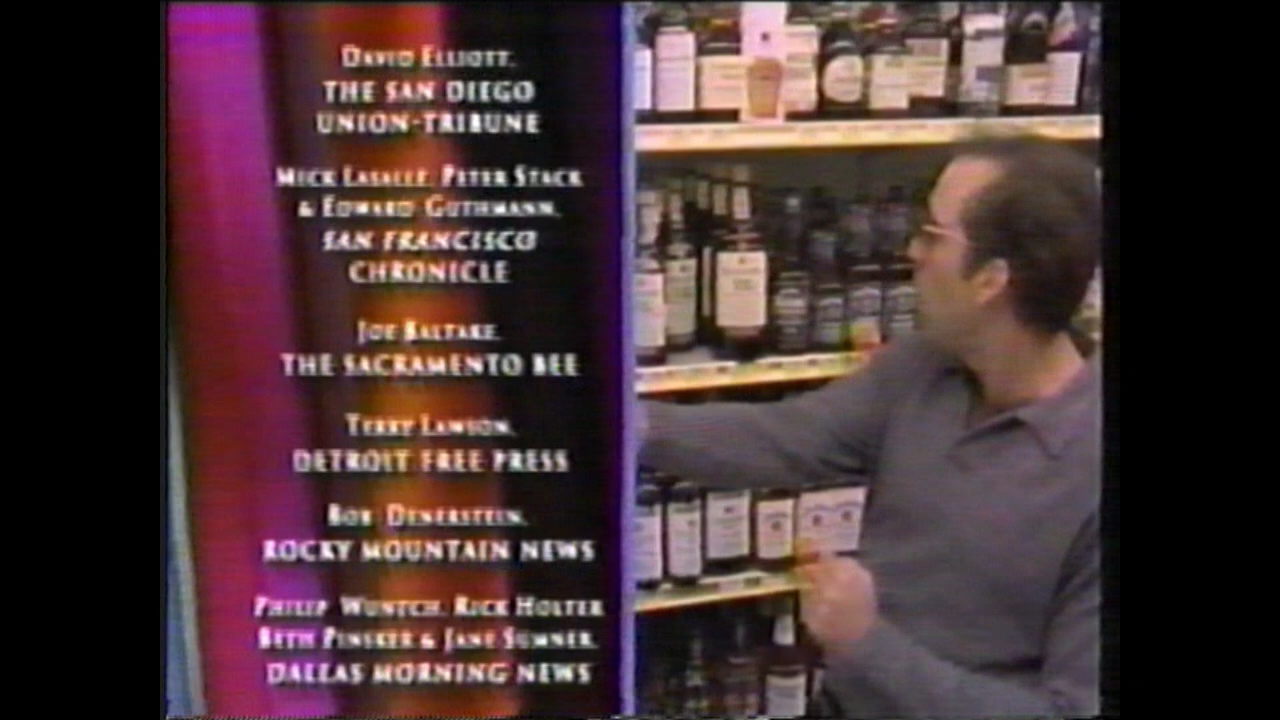 DAVID ELLIOTT,
THE SAN DIEGO
UNION-TRIBUNE
MICK LASALLE, PETER STACK
& EDWARD GUTHMANN,
SAN FRANCISCO
CHRONICLE
JOE BALTAKE,
THE SACRAMENTO BEE
TERRY LAWSON,
DETROIT FREE PRESS
BOB DENERSTEIN,
ROCKY MOUNTAIN NEWS
PHILIP WUNTCH, RICK HOLTER
BETH PINSKER & JANE SUMNER,
DALLAS MORNING NEWS